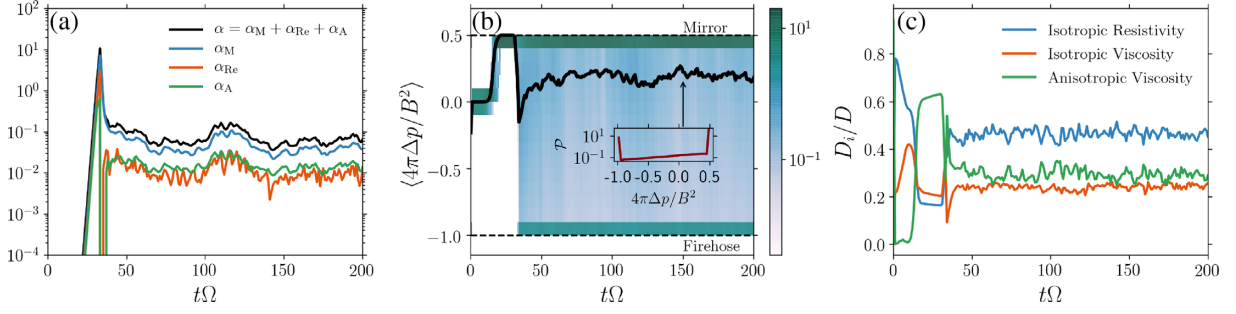 (a)
α = α_M + α_Re + α_A
α_M
α_Re
α_A
10^2
10^1
10^0
10^-1
10^-2
10^-3
10^-4
0 50 100 150 200
tΩ
(b)
Mirror
Firehose
⟨4πΔp/B²⟩
0.5
0.0
−0.5
−1.0
0 50 100 150 200
tΩ
𝒫
10^1
10^-1
-1.0 -0.5 0.0 0.5
4πΔp/B²
10^1
10^-1
(c)
Isotropic Resistivity
Isotropic Viscosity
Anisotropic Viscosity
D_i/D
0.8
0.6
0.4
0.2
0.0
0 50 100 150 200
tΩ